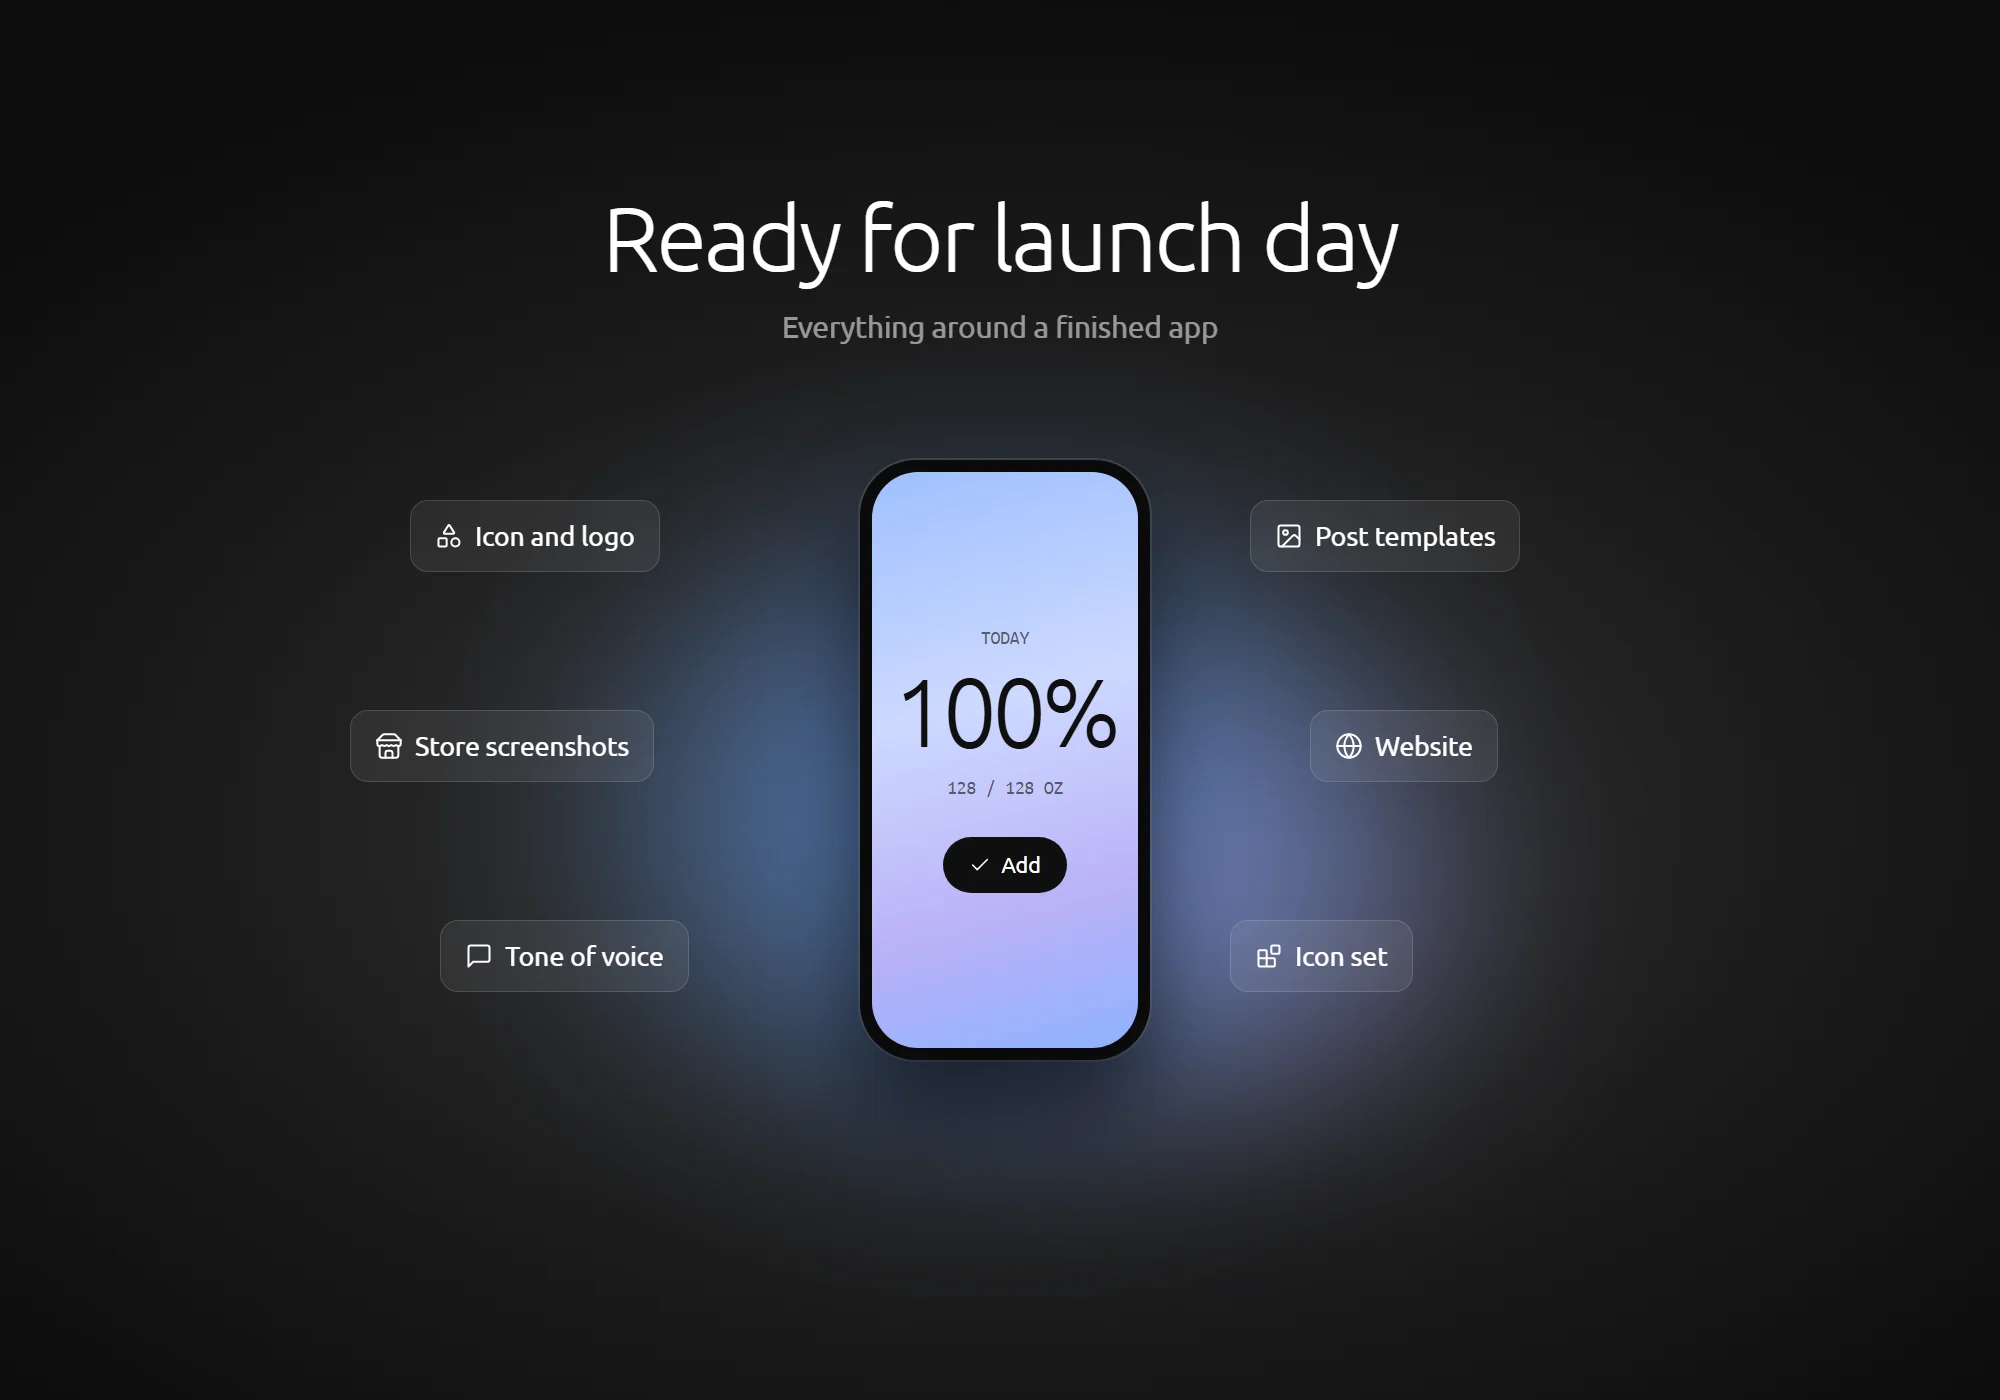 Ready for launch day
Everything around a finished app
Icon and logo
Post templates
TODAY
100%
128 / 128 OZ
Store screenshots
Website
Add
Tone of voice
Icon set